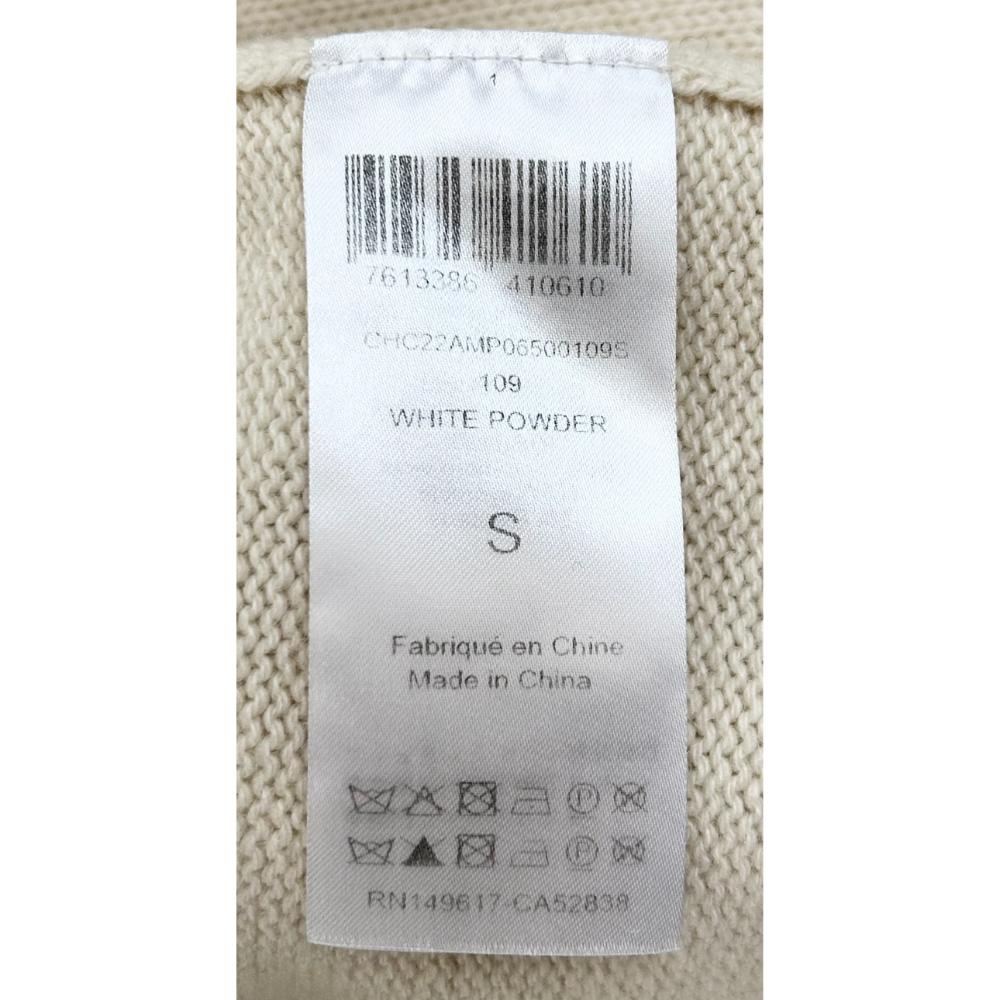 1
7613386 410610
CHC22AMP06500109S
109
WHITE POWDER
S
Fabriqué en Chine
Made in China
RN149617-CA52838